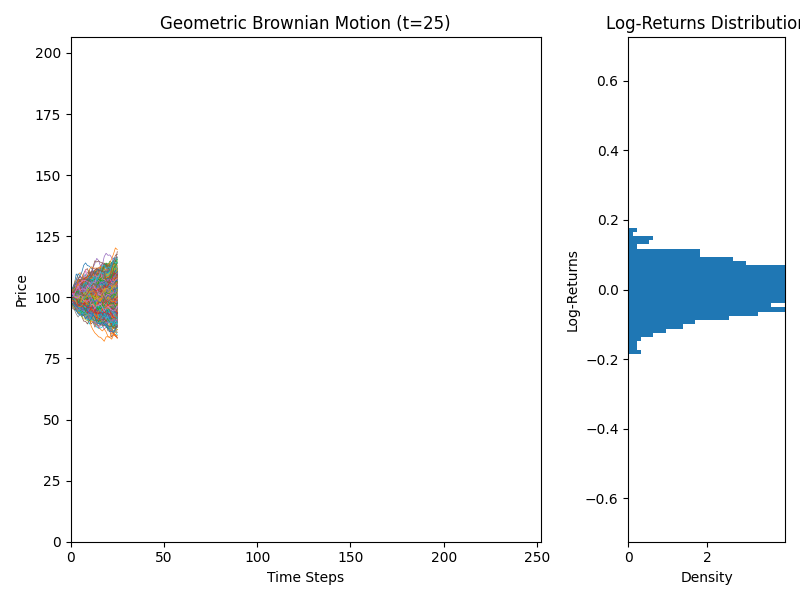 Geometric Brownian Motion (t=25)
Log-Returns Distribution
200
175
150
125
100
75
50
25
0
Price
0 50 100 150 200 250
Time Steps
0.6
0.4
0.2
0.0
−0.2
−0.4
−0.6
Log-Returns
0 2
Density